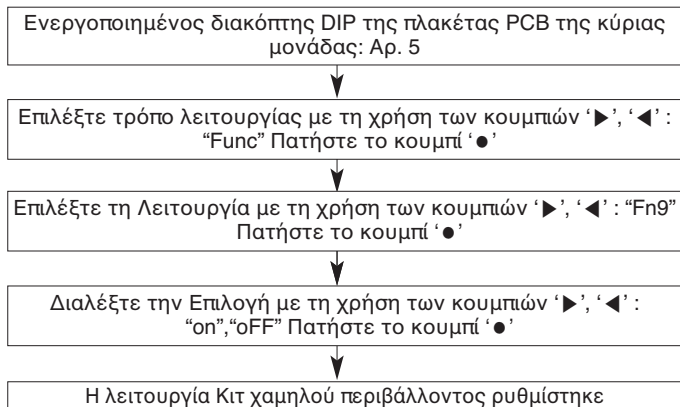 Ενεργοποιημένος διακόπτης DIP της πλακέτας PCB της κύριας
μονάδας: Αρ. 5
Επιλέξτε τρόπο λειτουργίας με τη χρήση των κουμπιών ‘▶’, ‘◀’ :
“Func” Πατήστε το κουμπί ‘●’
Επιλέξτε τη Λειτουργία με τη χρήση των κουμπιών ‘▶’, ‘◀’ : “Fn9”
Πατήστε το κουμπί ‘●’
Διαλέξτε την Επιλογή με τη χρήση των κουμπιών ‘▶’, ‘◀’ :
“on”,“oFF” Πατήστε το κουμπί ‘●’
Η λειτουργία Κιτ χαμηλού περιβάλλοντος ρυθμίστηκε